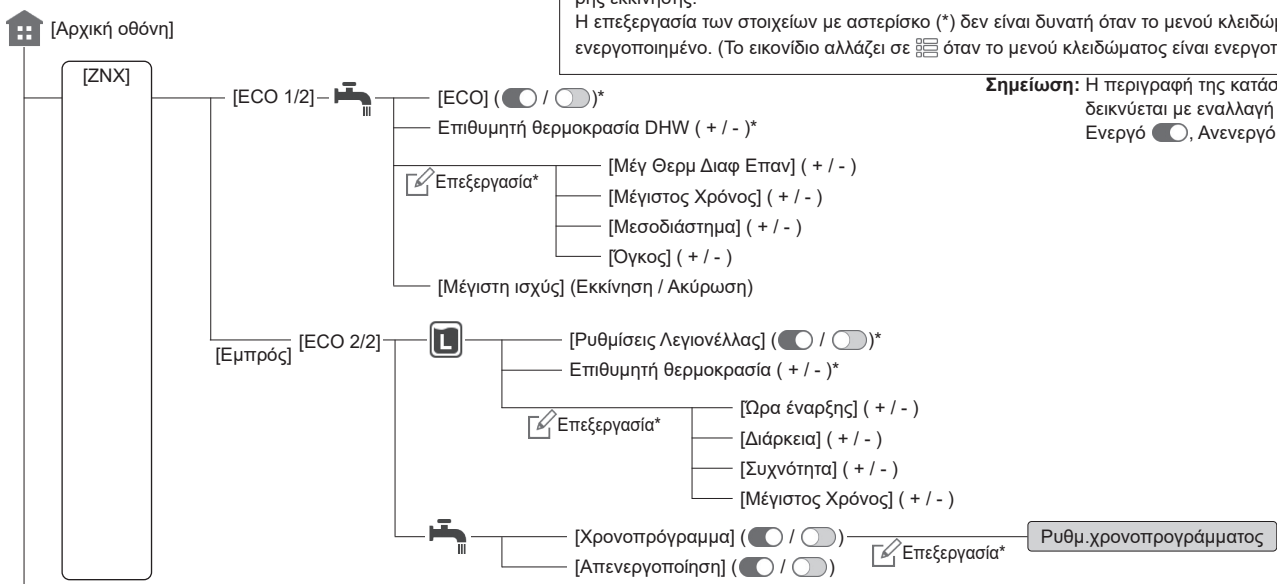 ρης εκκίνησης.
Η επεξεργασία των στοιχείων με αστερίσκο (*) δεν είναι δυνατή όταν το μενού
ενεργοποιημένο. (Το εικονίδιο αλλάζει σε όταν το μενού κλειδώματος είναι
Σημείωση: Η περιγραφή της
δεικνύεται με εναλλαγή
Ενεργό , Ανενεργό
[Αρχική οθόνη]
[ZNX]
[ECO 1/2]
[ECO] ( / )*
Επιθυμητή θερμοκρασία DHW ( + / - )*
Επεξεργασία*
[Μέγ Θερμ Διαφ Επαν] ( + / - )
[Μέγιστος Χρόνος] ( + / - )
[Μεσοδιάστημα] ( + / - )
[Όγκος] ( + / - )
[Μέγιστη ισχύς] (Εκκίνηση / Ακύρωση)
[Εμπρός]
[ECO 2/2]
L
[Ρυθμίσεις Λεγιονέλλας] ( / )*
Επιθυμητή θερμοκρασία ( + / - )*
Επεξεργασία*
[Ώρα έναρξης] ( + / - )
[Διάρκεια] ( + / - )
[Συχνότητα] ( + / - )
[Μέγιστος Χρόνος] ( + / - )
[Χρονοπρόγραμμα] ( / )
Επεξεργασία*
Ρυθμ.χρονοπρογράμματος
[Απενεργοποίηση] ( / )